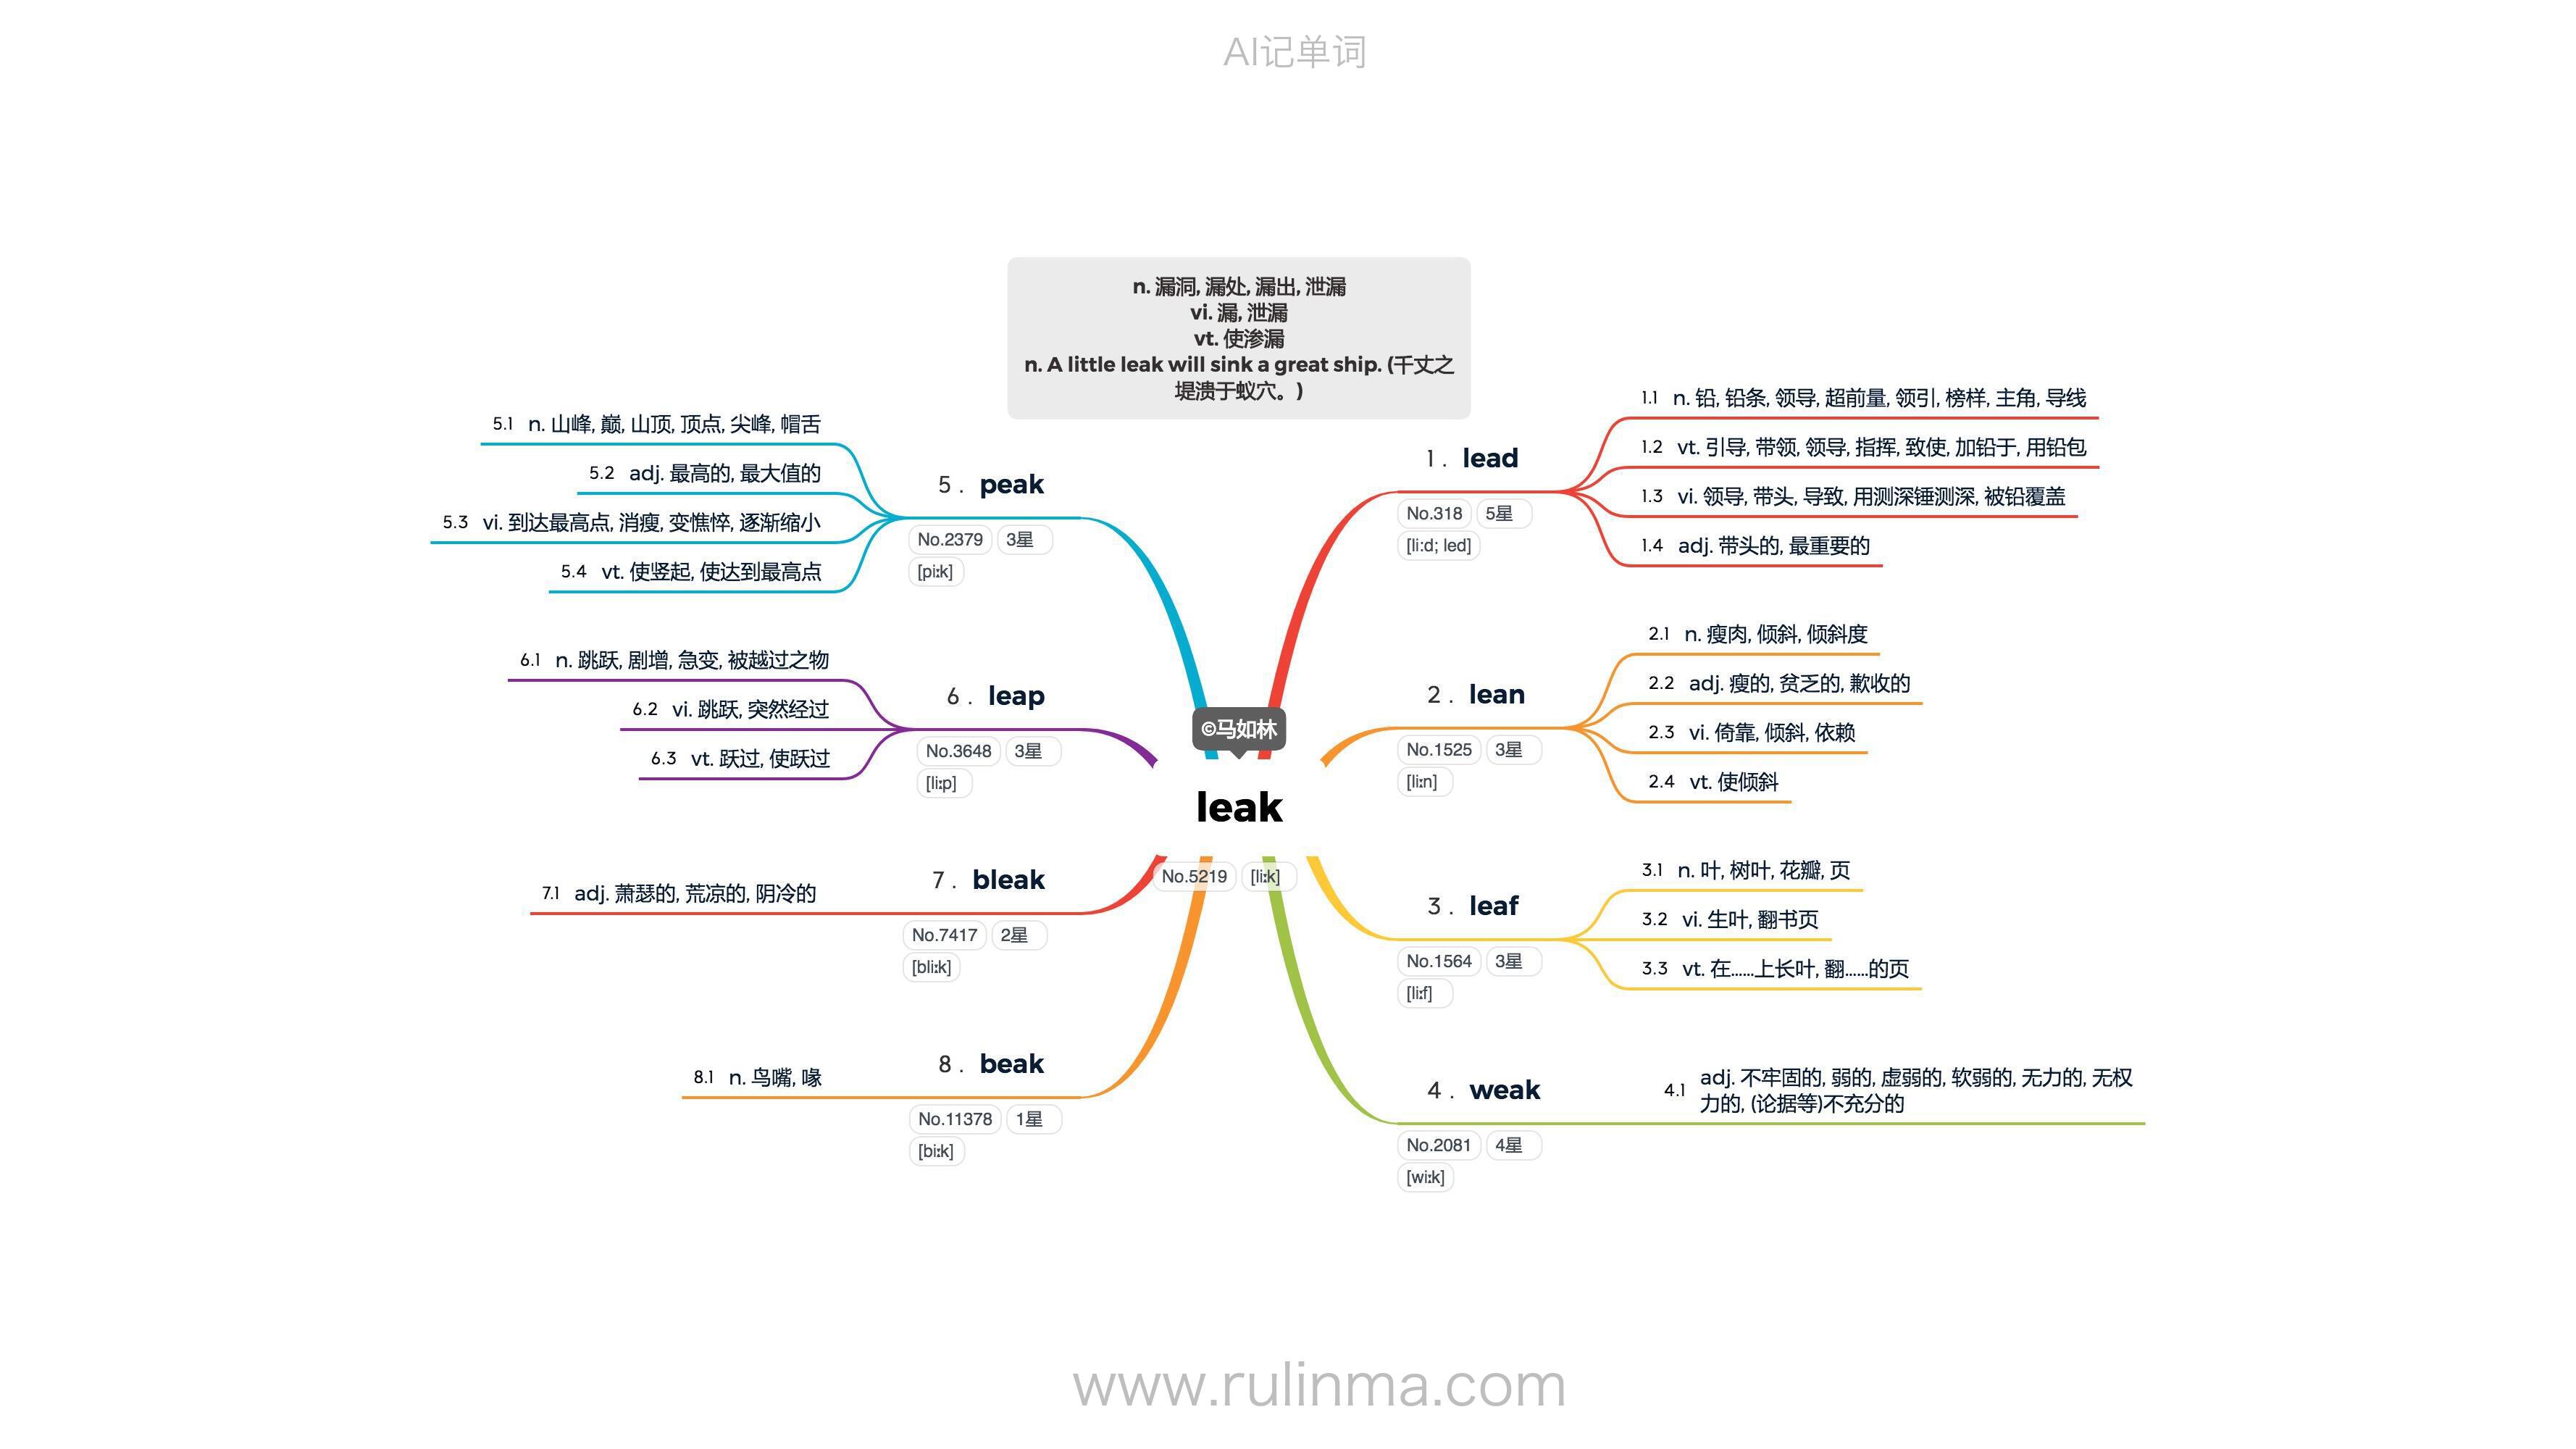 AI记单词
n. 漏洞, 漏处, 漏出, 泄漏
vi. 漏, 泄漏
vt. 使渗漏
n. A little leak will sink a great ship. (千丈之
堤溃于蚁穴。)
©马如林
leak
No.5219 [liːk]
1 . lead
No.318 5星
[li:d; led]
1.1 n. 铅, 铅条, 领导, 超前量, 领引, 榜样, 主角, 导线
1.2 vt. 引导, 带领, 领导, 指挥, 致使, 加铅于, 用铅包
1.3 vi. 领导, 带头, 导致, 用测深锤测深, 被铅覆盖
1.4 adj. 带头的, 最重要的
2 . lean
No.1525 3星
[liːn]
2.1 n. 瘦肉, 倾斜, 倾斜度
2.2 adj. 瘦的, 贫乏的, 歉收的
2.3 vi. 倚靠, 倾斜, 依赖
2.4 vt. 使倾斜
3 . leaf
No.1564 3星
[liːf]
3.1 n. 叶, 树叶, 花瓣, 页
3.2 vi. 生叶, 翻书页
3.3 vt. 在……上长叶, 翻……的页
4 . weak
No.2081 4星
[wiːk]
4.1 adj. 不牢固的, 弱的, 虚弱的, 软弱的, 无力的, 无权
力的, (论据等)不充分的
5 . peak
No.2379 3星
[piːk]
5.1 n. 山峰, 巅, 山顶, 顶点, 尖峰, 帽舌
5.2 adj. 最高的, 最大值的
5.3 vi. 到达最高点, 消瘦, 变憔悴, 逐渐缩小
5.4 vt. 使竖起, 使达到最高点
6 . leap
No.3648 3星
[liːp]
6.1 n. 跳跃, 剧增, 急变, 被越过之物
6.2 vi. 跳跃, 突然经过
6.3 vt. 跃过, 使跃过
7 . bleak
No.7417 2星
[bliːk]
7.1 adj. 萧瑟的, 荒凉的, 阴冷的
8 . beak
No.11378 1星
[biːk]
8.1 n. 鸟嘴, 喙
www.rulinma.com